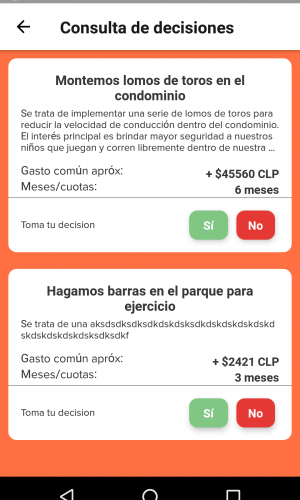 Consulta de decisiones
Montemos lomos de toros en el
condominio
Se trata de implementar una serie de lomos de toros para
reducir la velocidad de conducción dentro del condominio.
El interés principal es brindar mayor seguridad a nuestros
niños que juegan y corren libremente dentro de nuestra ...
Gasto común apróx:
+ $45560 CLP
Meses/cuotas:
6 meses
Toma tu decision
Sí
No
Hagamos barras en el parque para
ejercicio
Se trata de una aksdsdksdksdkdskdsksdkdskdskdskdskd
skdskdskdskdsksdksdkf
Gasto común apróx:
+ $2421 CLP
Meses/cuotas:
3 meses
Toma tu decision
Sí
No